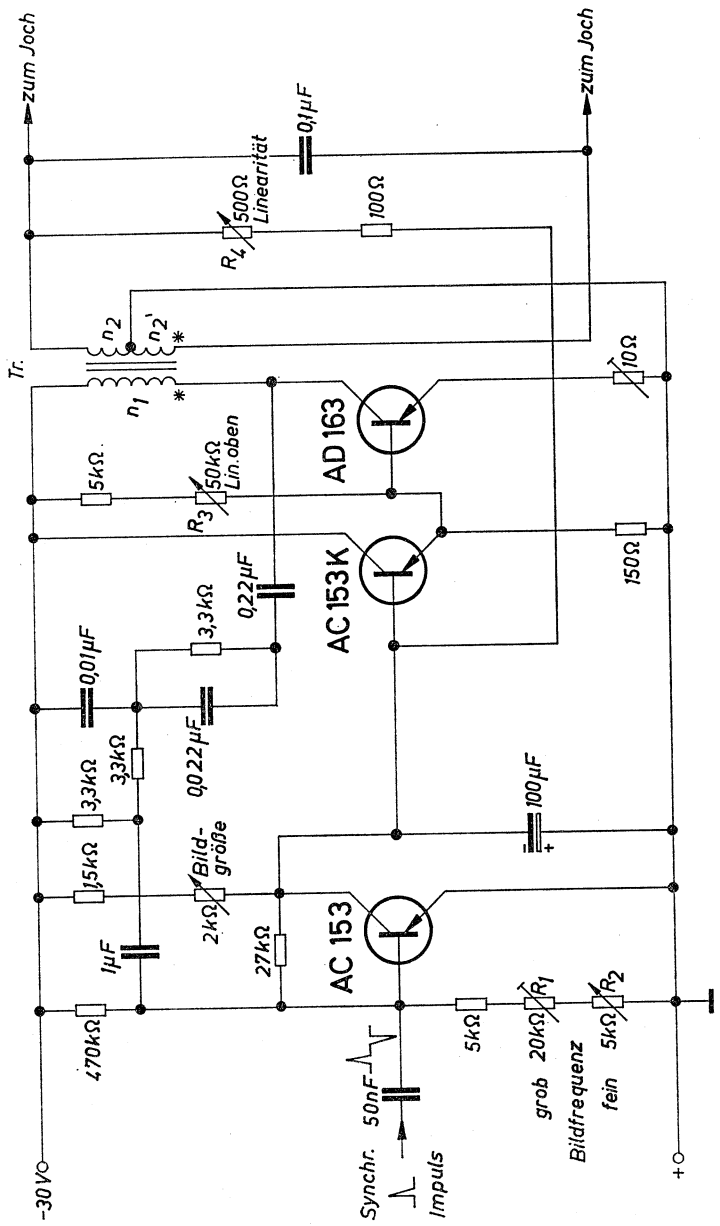 -30V
470kΩ
1μF
1,5kΩ
2kΩ
Bild-
größe
3,3kΩ
3,3kΩ
0,01μF
0,022μF
3,3kΩ
0,22μF
5kΩ
R3
50kΩ
Lin.oben
Tr.
n1
*
n2
n2'
*
R4
500Ω
Linearität
100Ω
0,1μF
zum Joch
zum Joch
27kΩ
AC 153
AC 153K
AD 163
Synchr.
Impuls
50nF
5kΩ
grob 20kΩ R1
Bildfrequenz
fein 5kΩ R2
100μF
-
+
150Ω
10Ω
+